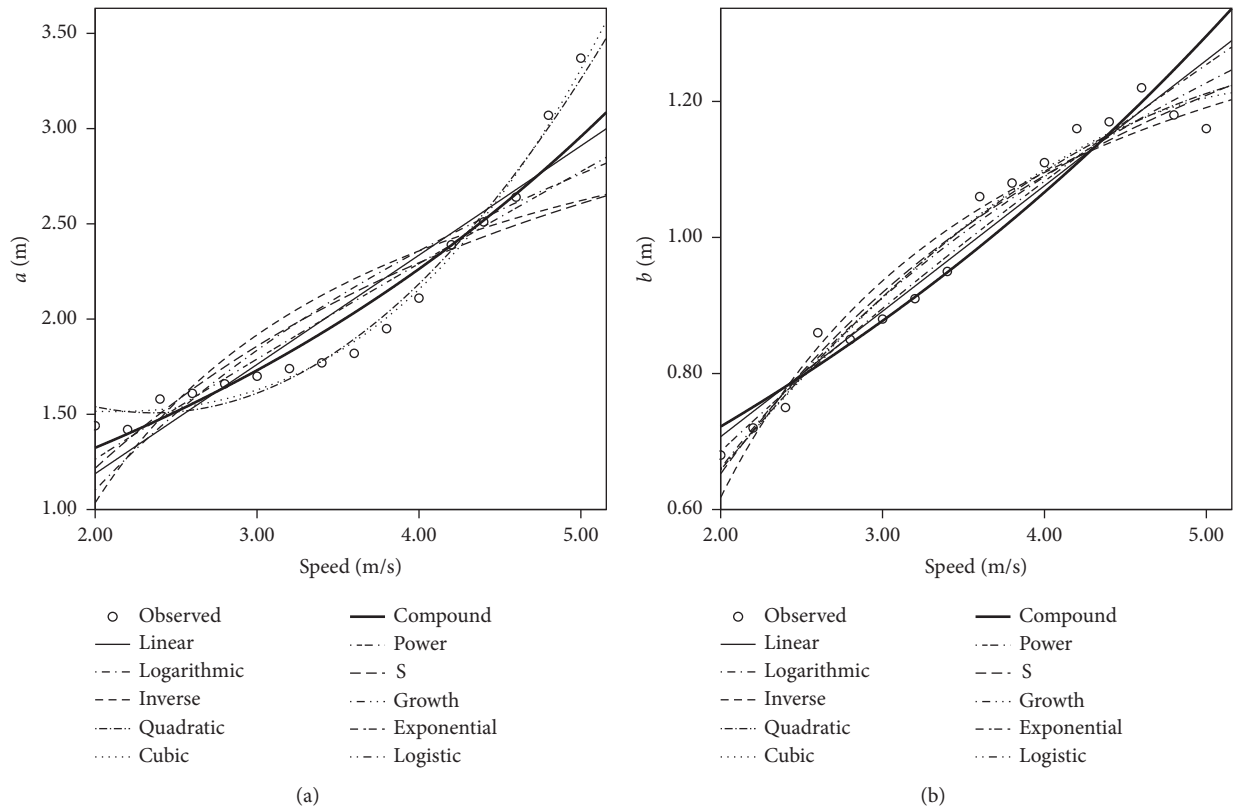 3.50
3.00
2.50
2.00
1.50
1.00
a (m)
2.00 3.00 4.00 5.00
Speed (m/s)
Observed Compound
Linear Power
Logarithmic S
Inverse Growth
Quadratic Exponential
Cubic Logistic
(a)
1.20
1.00
0.80
0.60
b (m)
2.00 3.00 4.00 5.00
Speed (m/s)
Observed Compound
Linear Power
Logarithmic S
Inverse Growth
Quadratic Exponential
Cubic Logistic
(b)